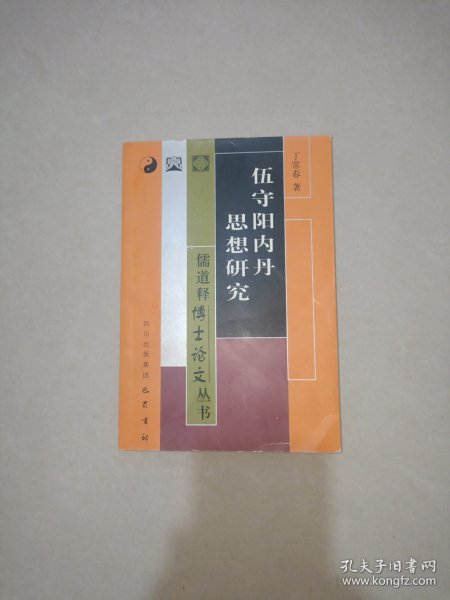 丁常春 著
伍守阳内丹
思想研究
儒道释博士论文丛书
四川出版集团 巴蜀书社
孔夫子旧书网
www.kongfz.com